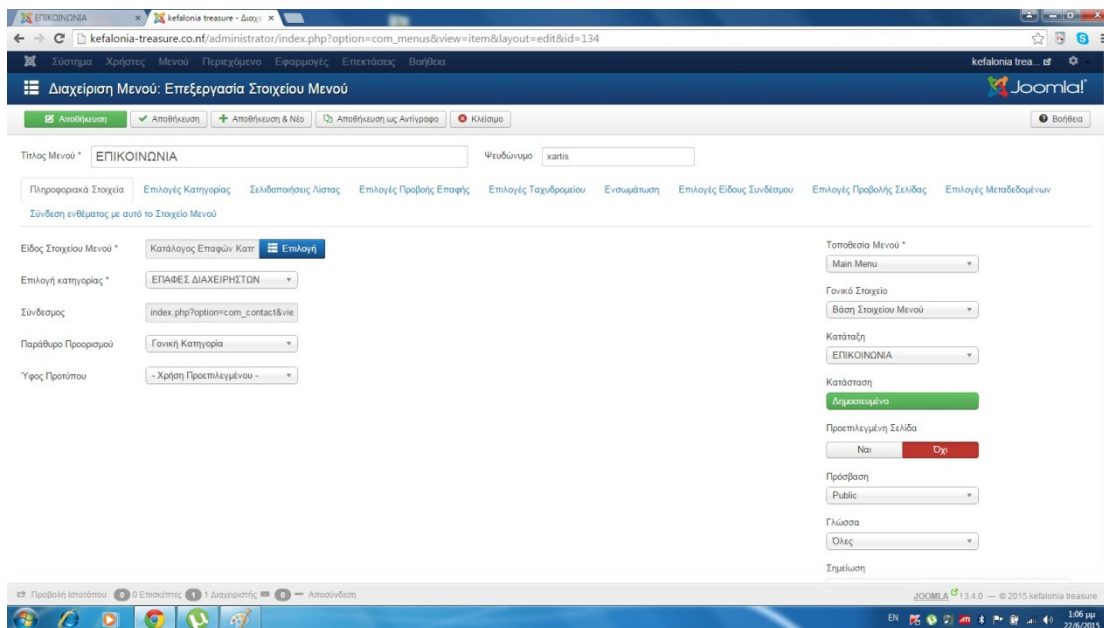 ΕΠΙΚΟΙΝΩΝΙΑ
kefalonia treasure - Διαχε
kefalonia-treasure.co.nf/administrator/index.php?option=com_menus&view=item&layout=edit&id=134
Σύστημα Χρήστες Μενού Περιεχόμενο Εφαρμογές Επεκτάσεις Βοήθεια
kefalonia trea...
Διαχείριση Μενού: Επεξεργασία Στοιχείου Μενού
Joomla!
Αποθήκευση
Αποθήκευση
Αποθήκευση & Νέο
Αποθήκευση ως Αντίγραφο
Κλείσιμο
Βοήθεια
Τίτλος Μενού * ΕΠΙΚΟΙΝΩΝΙΑ
Ψευδώνυμο xartis
Πληροφοριακά Στοιχεία
Επιλογές Κατηγορίας
Σελιδοποιήσεις Λίστας
Επιλογές Προβοής Επαφής
Επιλογές Ταχυδρομείου
Ενσωμάτωση
Επιλογές Είδους Συνδέσμου
Επιλογές Προβολής Σελίδας
Επιλογές Μεταδεδομένων
Σύνδεση ενθέματος με αυτό το Στοιχείο Μενού
Είδος Στοιχείου Μενού * Κατάλογος Επαφών Κατr Επιλογή
Επιλογή κατηγορίας * ΕΠΑΦΕΣ ΔΙΑΧΕΙΡΗΣΤΩΝ
Σύνδεσμος index.php?option=com_contact&vie
Παράθυρο Προορισμού Γονική Κατηγορία
Ύφος Προτύπου - Χρήση Προεπιλεγμένου -
Τοποθεσία Μενού *
Main Menu
Γονικό Στοιχείο
Βάση Στοιχείου Μενού
Κατάταξη
ΕΠΙΚΟΙΝΩΝΙΑ
Κατάσταση
Δημοσιευμένο
Προεπιλεγμένη Σελίδα
Ναι Όχι
Πρόσβαση
Public
Γλώσσα
Όλες
Σημείωση
Προβολή Ιστοτόπου 0 0 Επισκέπτες 1 1 Διαχειριστής 0 Αποσύνδεση
JOOMLA! 3.4.0 — © 2015 kefalonia treasure
EN
1:06 μμ
22/6/2015